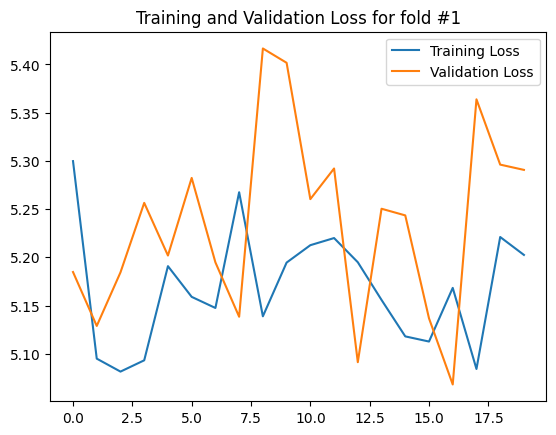 Training and Validation Loss for fold #1
Training Loss
Validation Loss
5.40
5.35
5.30
5.25
5.20
5.15
5.10
0.0 2.5 5.0 7.5 10.0 12.5 15.0 17.5